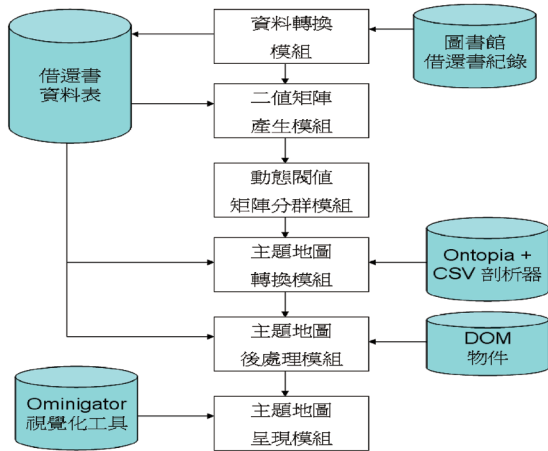 資料轉換
模組
圖書館
借還書紀錄
借還書
資料表
二值矩陣
產生模組
動態閥值
矩陣分群模組
主題地圖
轉換模組
Ontopia +
CSV 剖析器
主題地圖
後處理模組
DOM
物件
Ominigator
視覺化工具
主題地圖
呈現模組